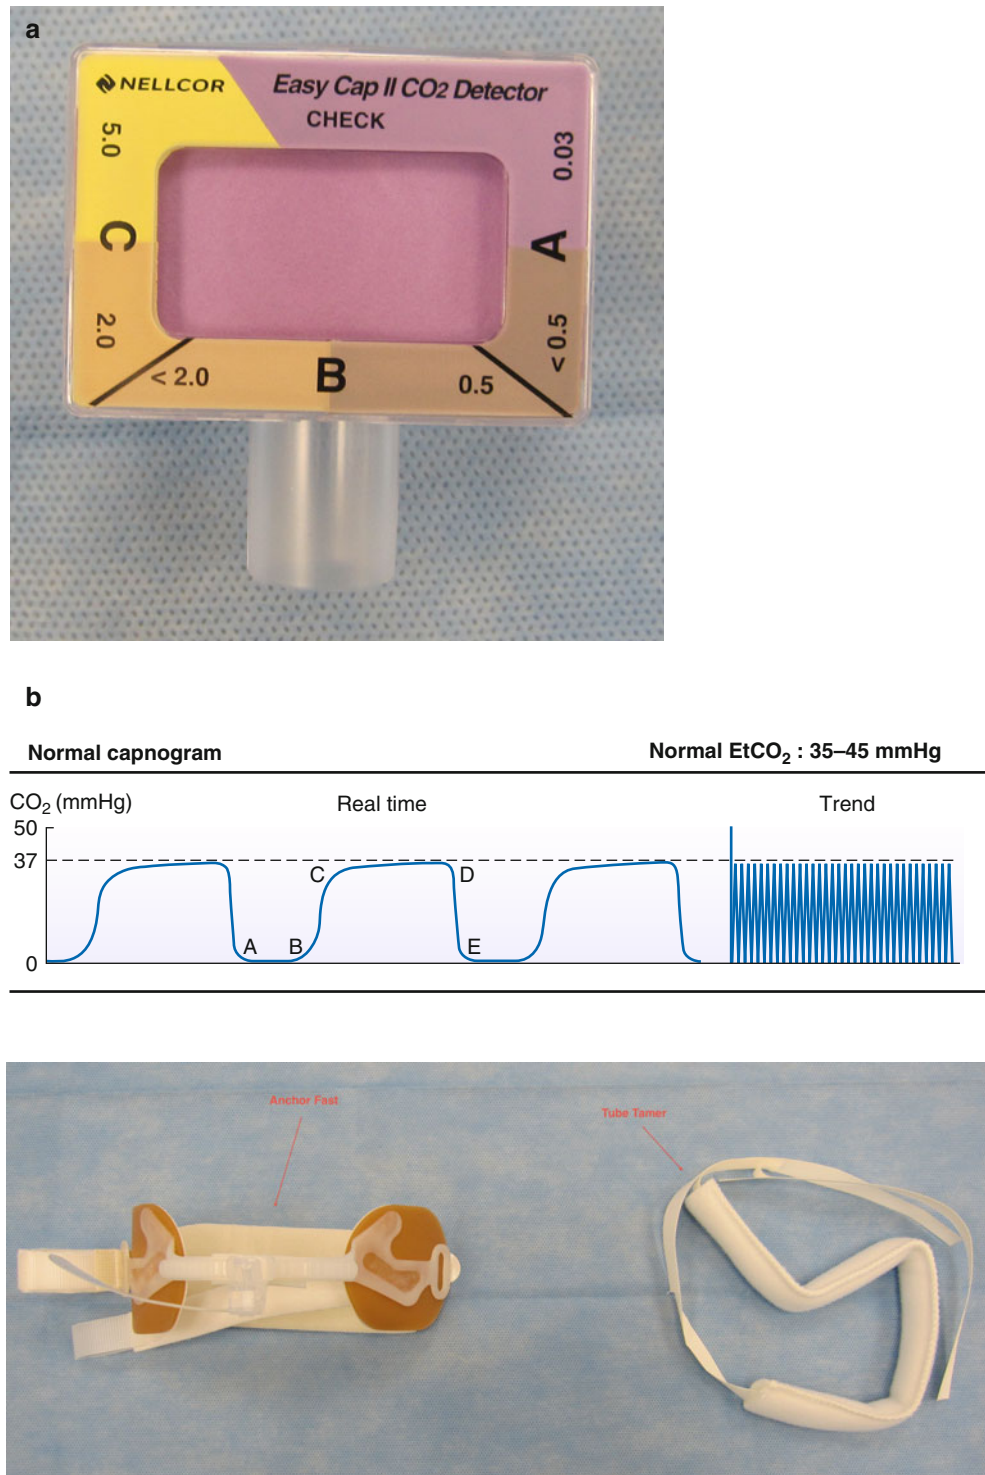 a
NELLCOR
Easy Cap II CO2 Detector
CHECK
5.0
0.03
C
A
2.0
< 0.5
< 2.0
B
0.5
b
Normal capnogram
Normal EtCO₂ : 35–45 mmHg
CO₂ (mmHg)
Real time
Trend
50
37
C
D
A
B
E
0
Anchor Fast
Tube Tamer